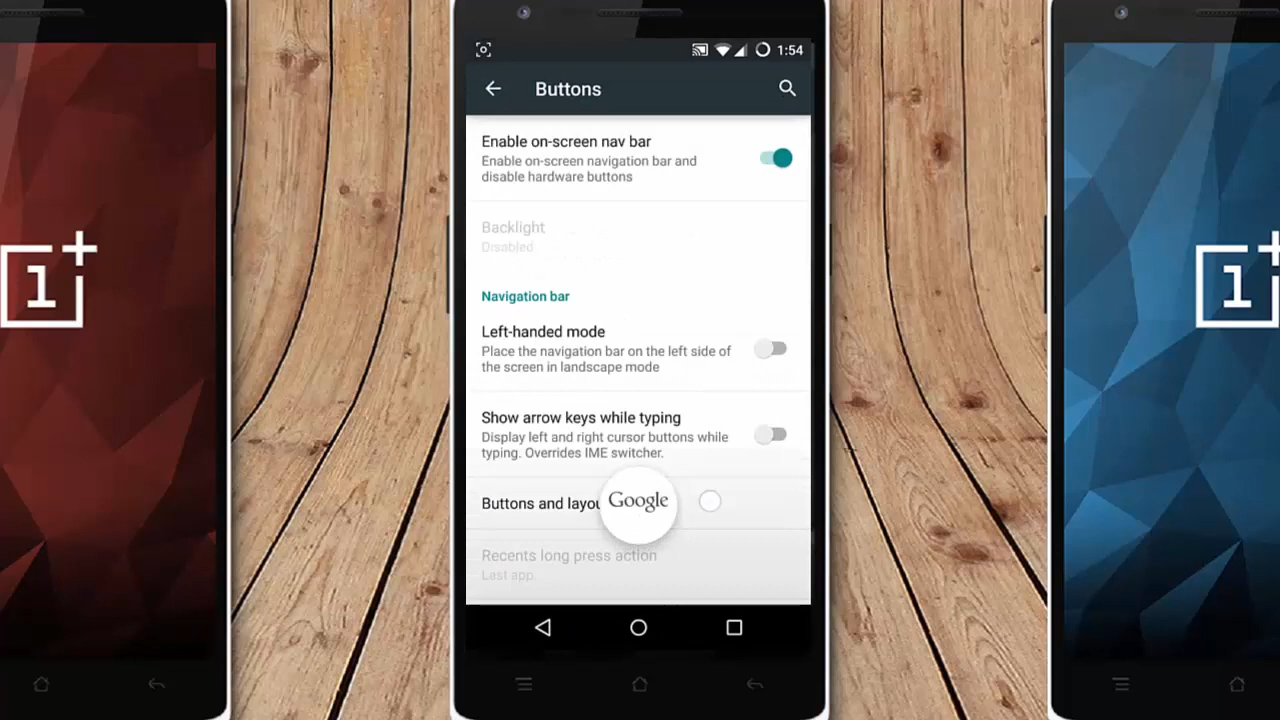 1:54
Buttons
Enable on-screen nav bar
Enable on-screen navigation bar and
disable hardware buttons
Backlight
Disabled
Navigation bar
Left-handed mode
Place the navigation bar on the left side of
the screen in landscape mode
Show arrow keys while typing
Display left and right cursor buttons while
typing. Overrides IME switcher.
Buttons and layou
Google
Recents long press action
Last app.
1+
1+